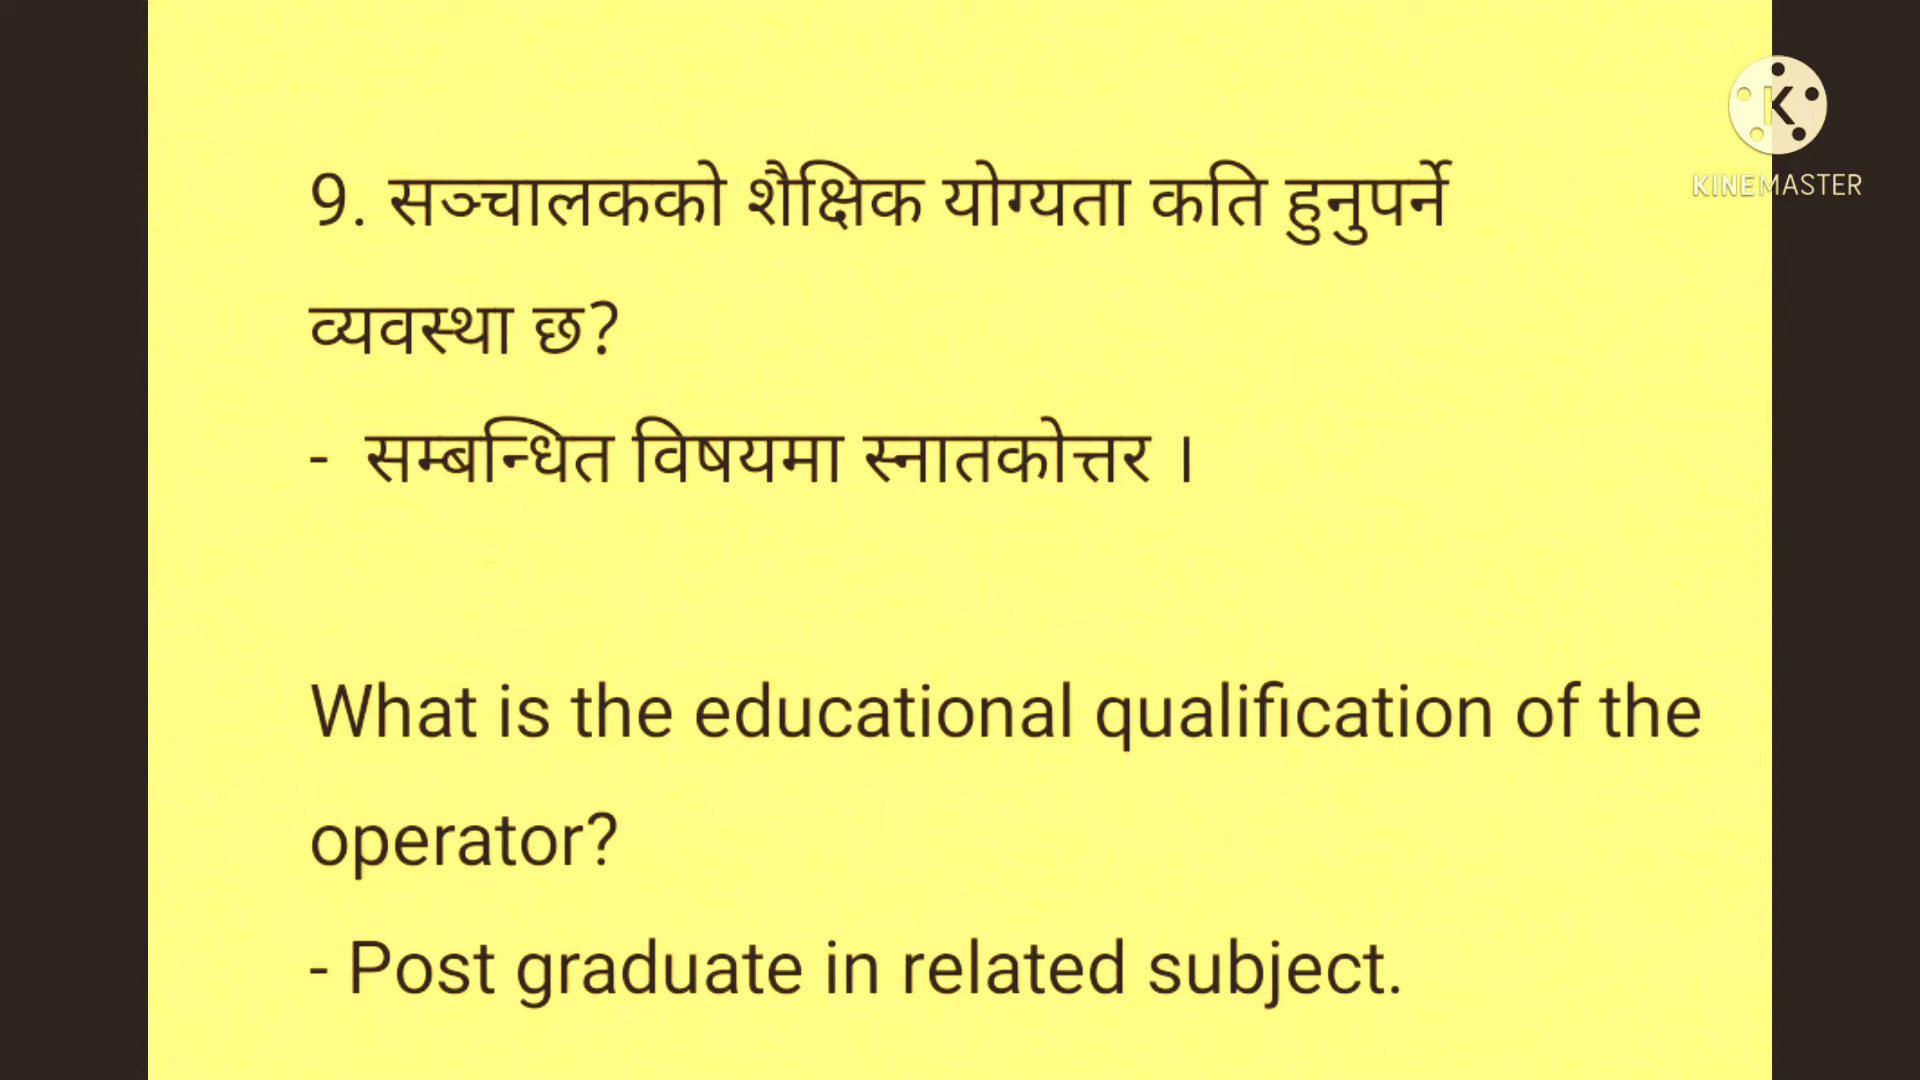 9. सञ्चालकको शैक्षिक योग्यता कति हुनुपर्ने
व्यवस्था छ?
- सम्बन्धित विषयमा स्नातकोत्तर ।
What is the educational qualification of the
operator?
- Post graduate in related subject.
K
KINEMASTER